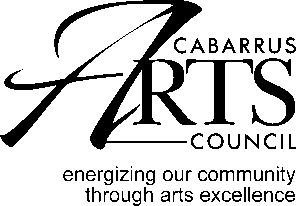 CABARRUS
ARTS
COUNCIL
energizing our community
through arts excellence